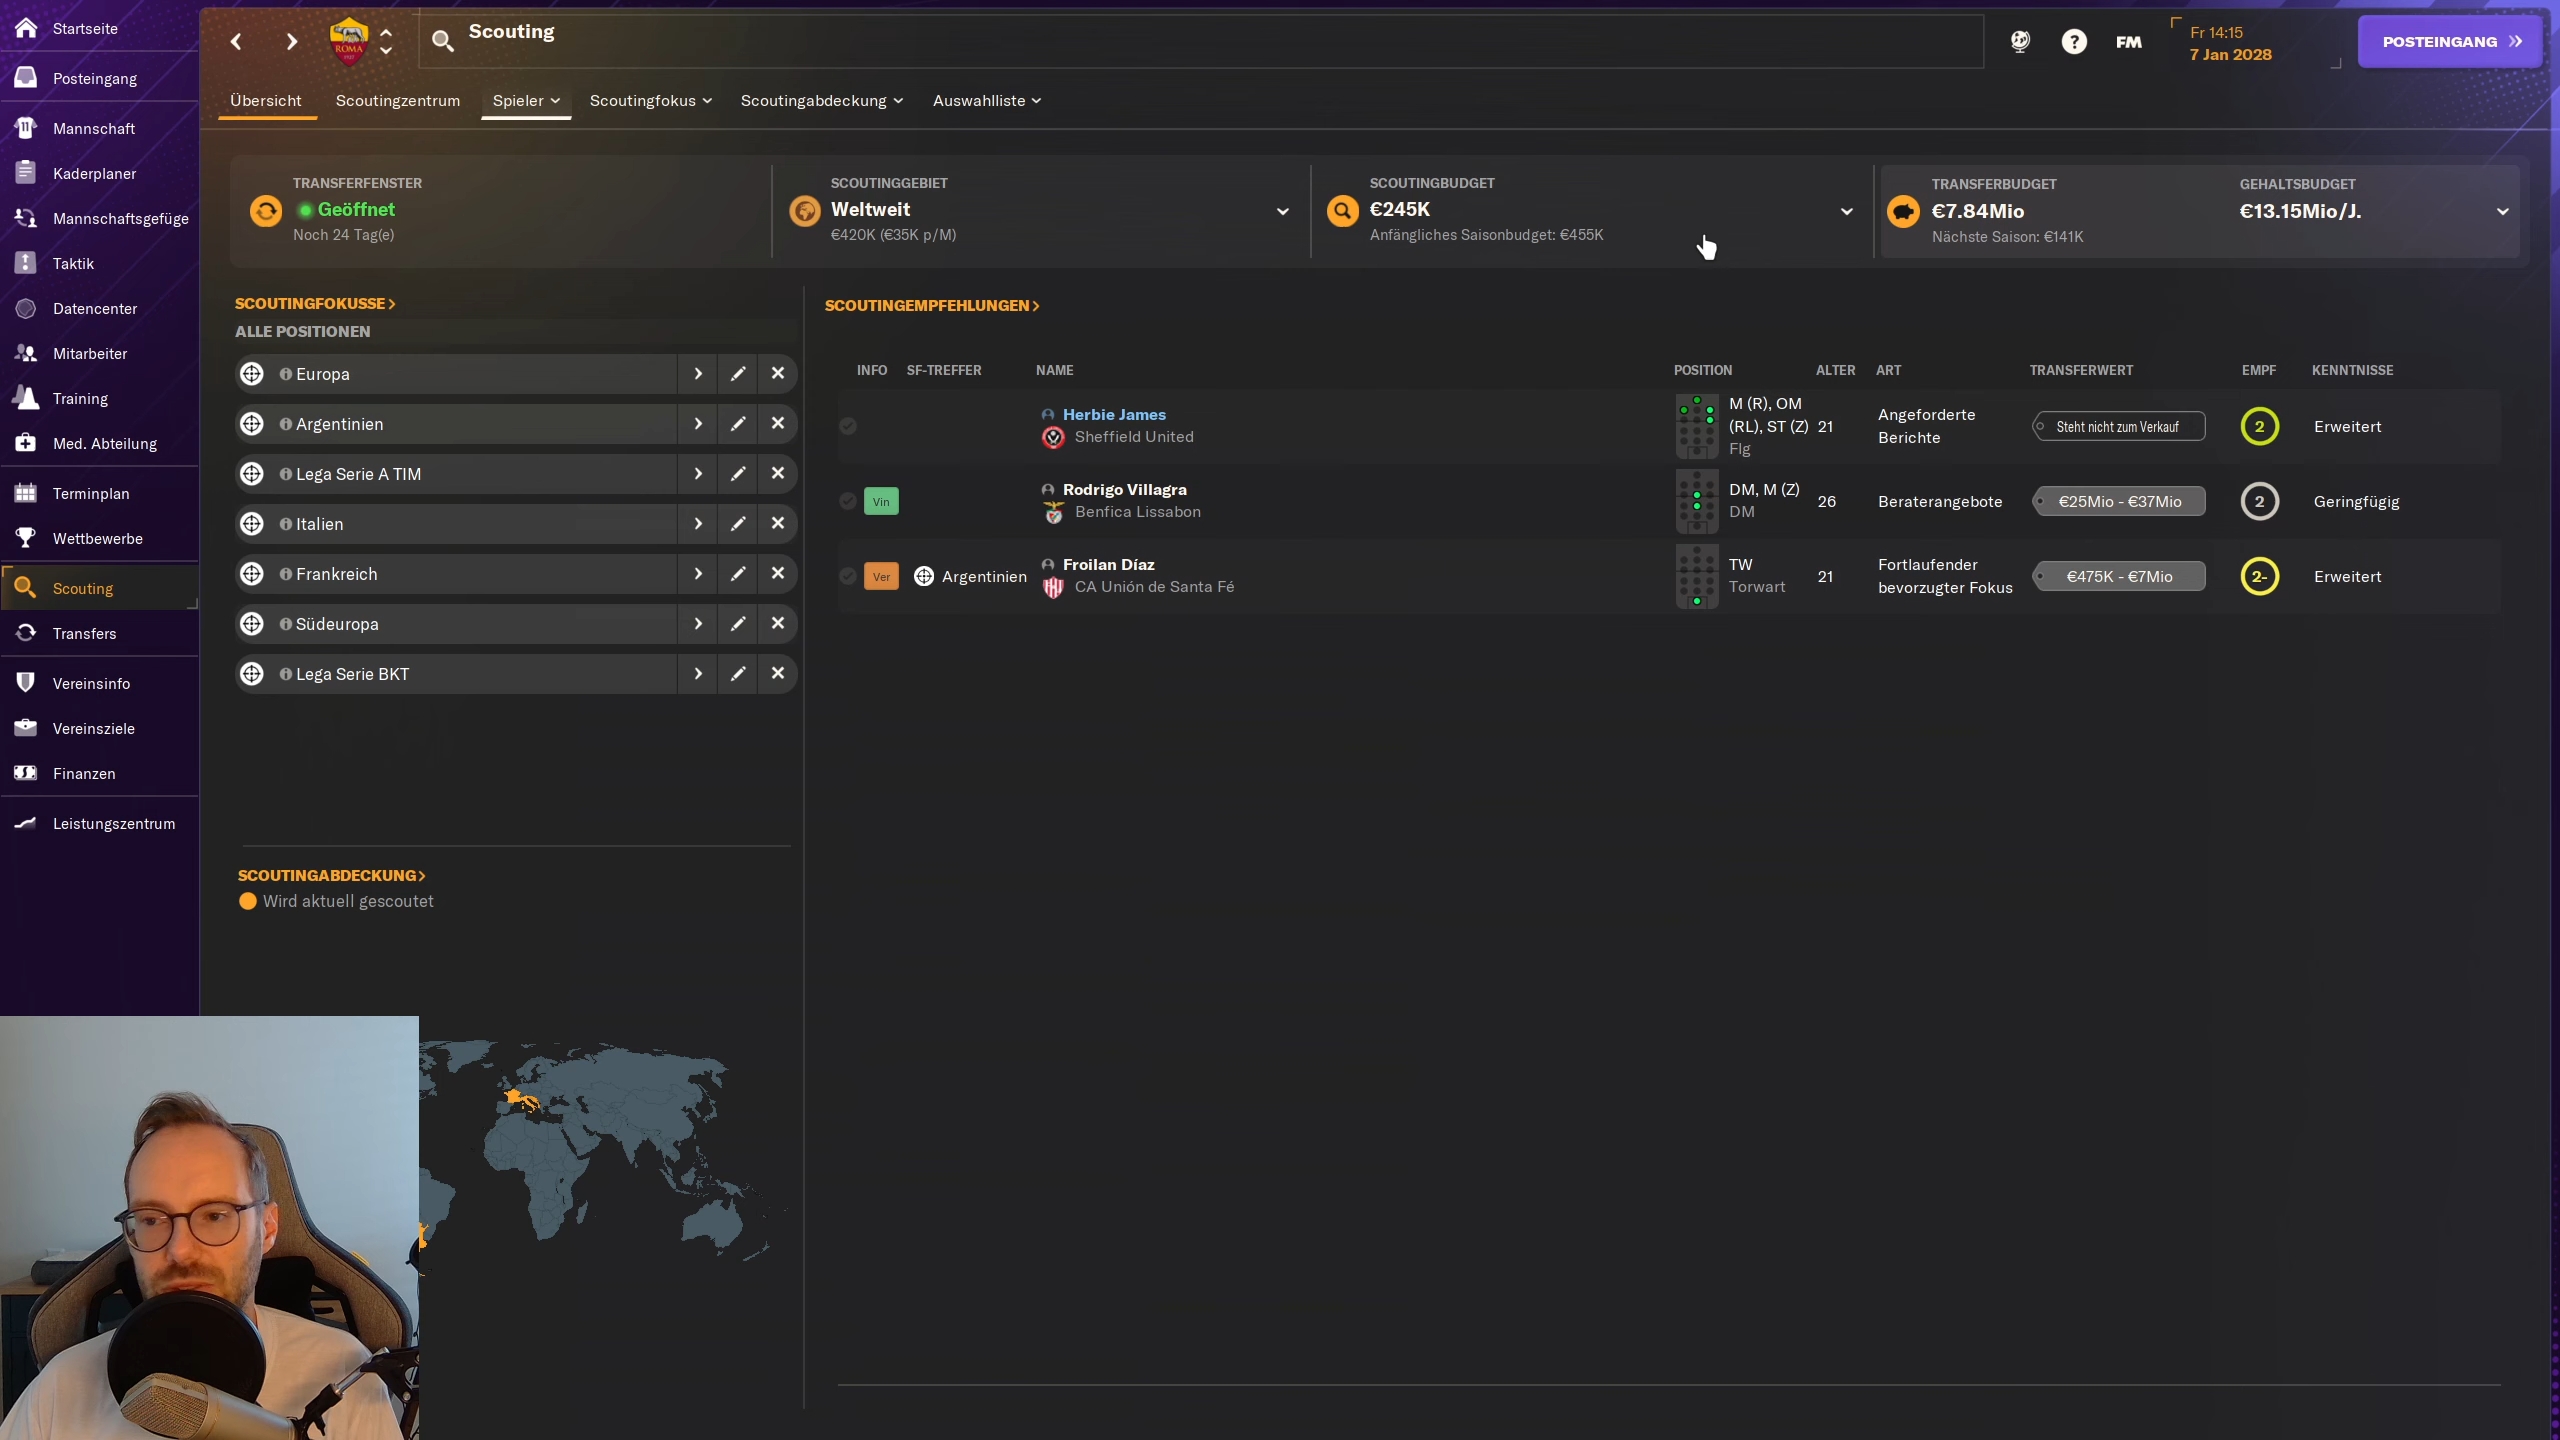 Startseite
Posteingang
Mannschaft
Kaderplaner
Mannschaftsgefüge
Taktik
Datencenter
Mitarbeiter
Training
Med. Abteilung
Terminplan
Wettbewerbe
Scouting
Transfers
Vereinsinfo
Vereinsziele
Finanzen
Leistungszentrum
ROMA
Scouting
?
FM
Fr 14:15
7 Jan 2028
POSTEINGANG
Übersicht
Scoutingzentrum
Spieler
Scoutingfokus
Scoutingabdeckung
Auswahlliste
TRANSFERFENSTER
Geöffnet
Noch 24 Tag(e)
SCOUTINGGEBIET
Weltweit
€420K (€35K p/M)
SCOUTINGBUDGET
€245K
Anfängliches Saisonbudget: €455K
TRANSFERBUDGET
€7.84Mio
Nächste Saison: €141K
GEHALTSBUDGET
€13.15Mio/J.
SCOUTINGFOKUSSE
ALLE POSITIONEN
Europa
Argentinien
Lega Serie A TIM
Italien
Frankreich
Südeuropa
Lega Serie BKT
SCOUTINGABDECKUNG
Wird aktuell gescoutet
SCOUTINGEMPFEHLUNGEN
INFO SF-TREFFER NAME POSITION ALTER ART TRANSFERWERT EMPF KENNTNISSE
Herbie James
Sheffield United
M (R), OM
(RL), ST (Z)
Flg
21
Angeforderte
Berichte
Steht nicht zum Verkauf
2
Erweitert
Vin
Rodrigo Villagra
Benfica Lissabon
DM, M (Z)
DM
26
Beraterangebote
€25Mio - €37Mio
2
Geringfügig
Ver
Argentinien
Froilan Díaz
CA Unión de Santa Fé
TW
Torwart
21
Fortlaufender
bevorzugter Fokus
€475K - €7Mio
2-
Erweitert